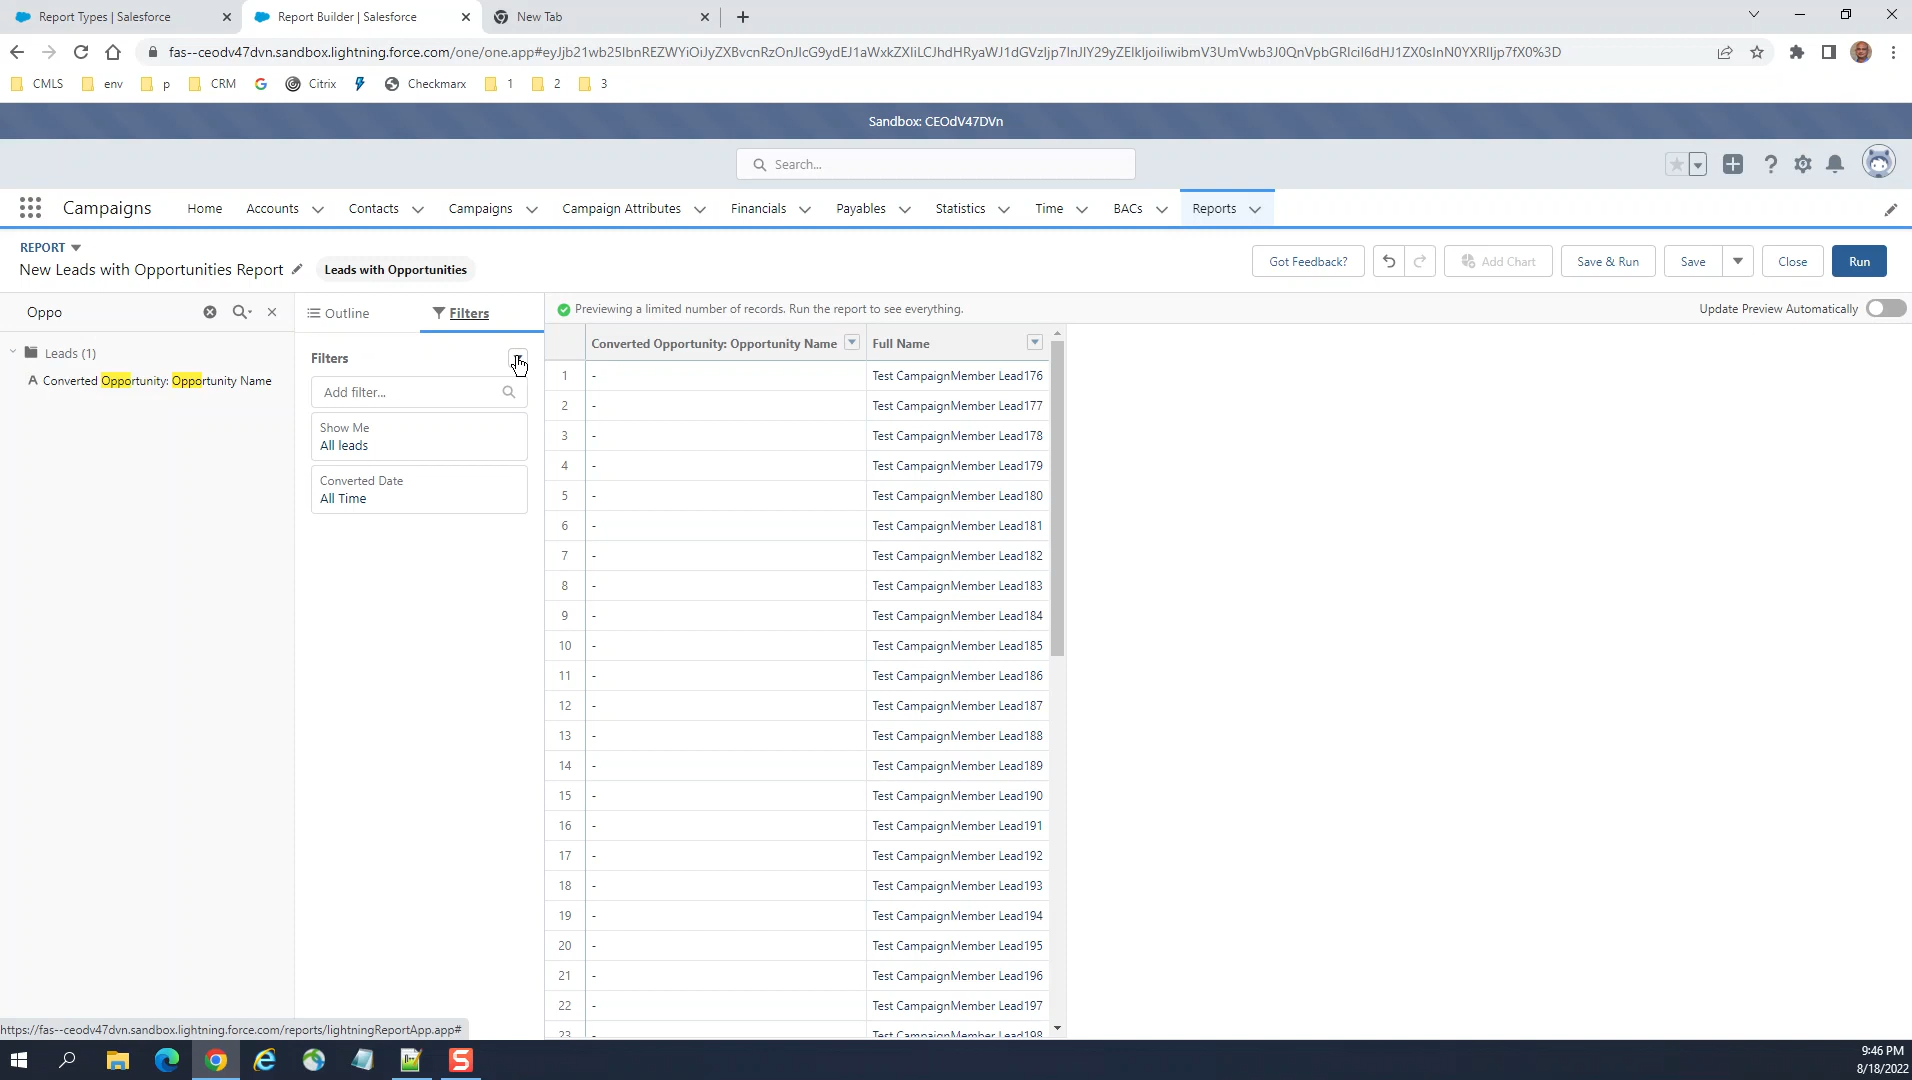 Report Types | Salesforce
Report Builder | Salesforce
New Tab
fas--ceodv47dvn.sandbox.lightning.force.com
CMLS
env
p
CRM
Citrix
Checkmarx
1
2
3
Sandbox: CEOdV47DVn
Search...
Campaigns
Home
Accounts
Contacts
Campaigns
Campaign Attributes
Financials
Payables
Statistics
Time
BACs
Reports
REPORT
New Leads with Opportunities Report
Leads with Opportunities
Got Feedback?
Add Chart
Save & Run
Save
Close
Run
Oppo
Outline
Filters
Previewing a limited number of records. Run the report to see everything.
Update Preview Automatically
Leads (1)
A Converted Opportunity: Opportunity Name
Filters
Add filter...
Show Me
All leads
Converted Date
All Time
Converted Opportunity: Opportunity Name Full Name
1 - Test CampaignMember Lead176
2 - Test CampaignMember Lead177
3 - Test CampaignMember Lead178
4 - Test CampaignMember Lead179
5 - Test CampaignMember Lead180
6 - Test CampaignMember Lead181
7 - Test CampaignMember Lead182
8 - Test CampaignMember Lead183
9 - Test CampaignMember Lead184
10 - Test CampaignMember Lead185
11 - Test CampaignMember Lead186
12 - Test CampaignMember Lead187
13 - Test CampaignMember Lead188
14 - Test CampaignMember Lead189
15 - Test CampaignMember Lead190
16 - Test CampaignMember Lead191
17 - Test CampaignMember Lead192
18 - Test CampaignMember Lead193
19 - Test CampaignMember Lead194
20 - Test CampaignMember Lead195
21 - Test CampaignMember Lead196
22 - Test CampaignMember Lead197
23 - Test CampaignMember Lead198
https://fas--ceodv47dvn.sandbox.lightning.force.com/reports/lightningReportApp.app#
9:46 PM
8/18/2022